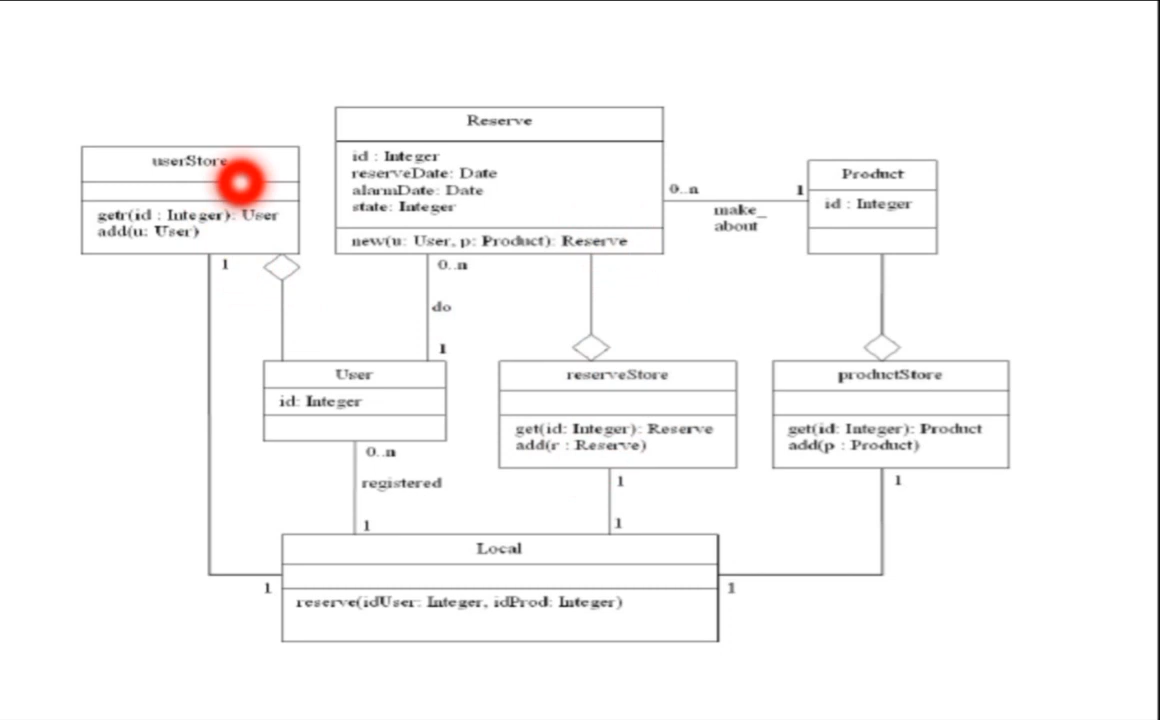 Reserve
id : Integer
reserveDate: Date
alarmDate: Date
state: Integer
new(u: User, p: Product): Reserve
userStore
getr(id : Integer): User
add(u: User)
Product
id : Integer
0..n
1
make_
about
1
0..n
do
1
User
id: Integer
reserveStore
get(id: Integer): Reserve
add(r : Reserve)
productStore
get(id: Integer): Product
add(p : Product)
0..n
registered
1
1
1
1
Local
reserve(idUser: Integer, idProd: Integer)
1
1